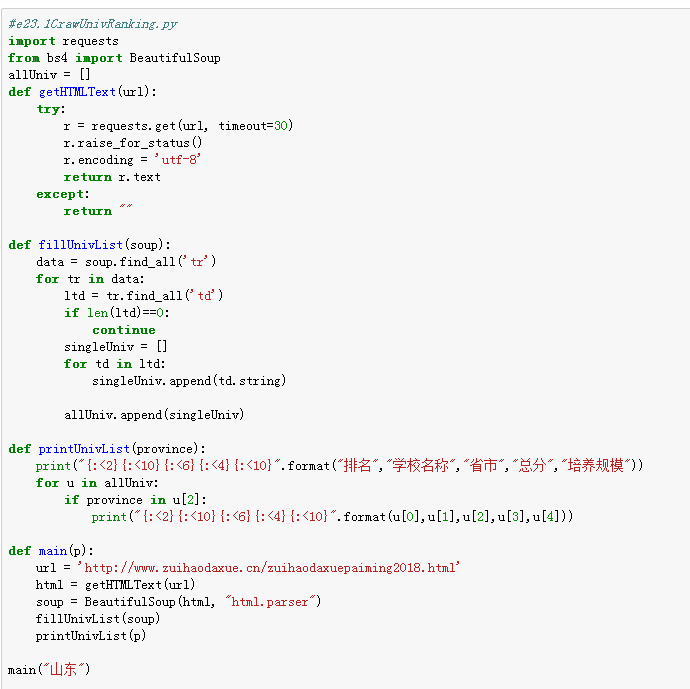 #e23.1CrawUnivRanking.py
import requests
from bs4 import BeautifulSoup
allUniv = []
def getHTMLText(url):
    try:
        r = requests.get(url, timeout=30)
        r.raise_for_status()
        r.encoding = 'utf-8'
        return r.text
    except:
        return ""

def fillUnivList(soup):
    data = soup.find_all('tr')
    for tr in data:
        ltd = tr.find_all('td')
        if len(ltd)==0:
            continue
        singleUniv = []
        for td in ltd:
            singleUniv.append(td.string)

        allUniv.append(singleUniv)

def printUnivList(province):
    print("{:<2}{:<10}{:<6}{:<4}{:<10}".format("排名","学校名称","省市","总分","培养规模"))
    for u in allUniv:
        if province in u[2]:
            print("{:<2}{:<10}{:<6}{:<4}{:<10}".format(u[0],u[1],u[2],u[3],u[4]))

def main(p):
    url = 'http://www.zuihaodaxue.cn/zuihaodaxuepaiming2018.html'
    html = getHTMLText(url)
    soup = BeautifulSoup(html, "html.parser")
    fillUnivList(soup)
    printUnivList(p)

main("山东")